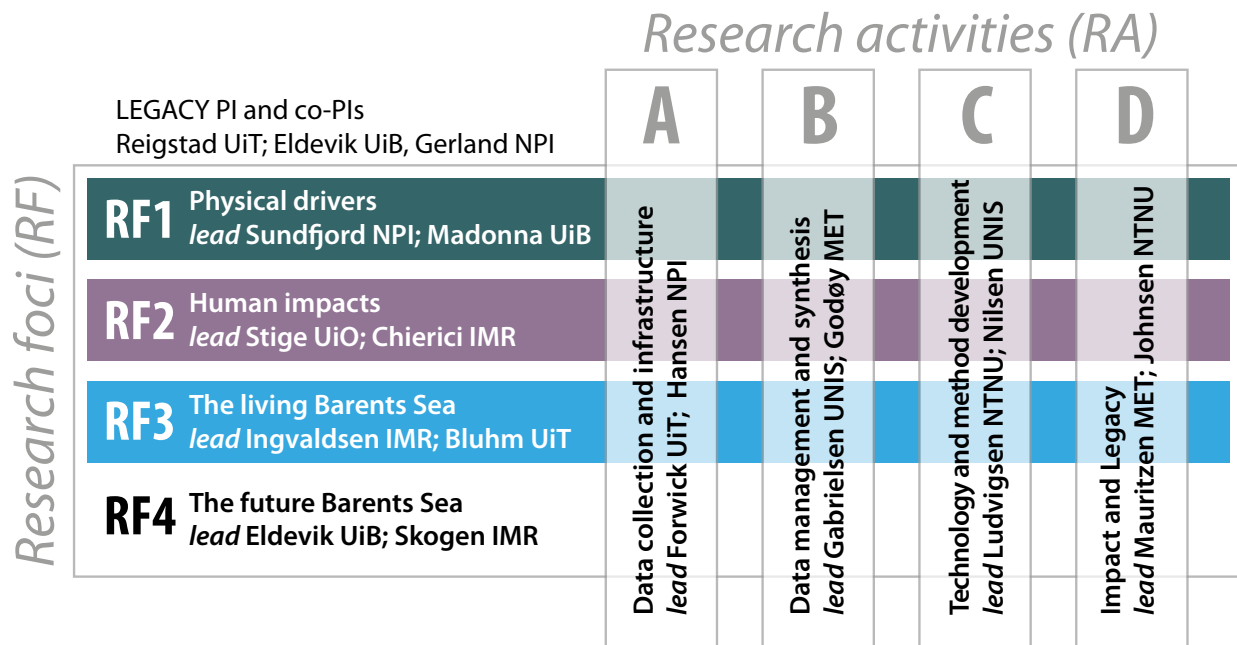 Research activities (RA)
LEGACY PI and co-PIs
Reigstad UiT; Eldevik UiB, Gerland NPI
A
B
C
D
Research foci (RF)
RF1
Physical drivers
lead Sundfjord NPI; Madonna UiB
RF2
Human impacts
lead Stige UiO; Chierici IMR
RF3
The living Barents Sea
lead Ingvaldsen IMR; Bluhm UiT
RF4
The future Barents Sea
lead Eldevik UiB; Skogen IMR
Data collection and infrastructure
lead Forwick UiT; Hansen NPI
Data management and synthesis
lead Gabrielsen UNIS; Godøy MET
Technology and method development
lead Ludvigsen NTNU; Nilsen UNIS
Impact and Legacy
lead Mauritzen MET; Johnsen NTNU